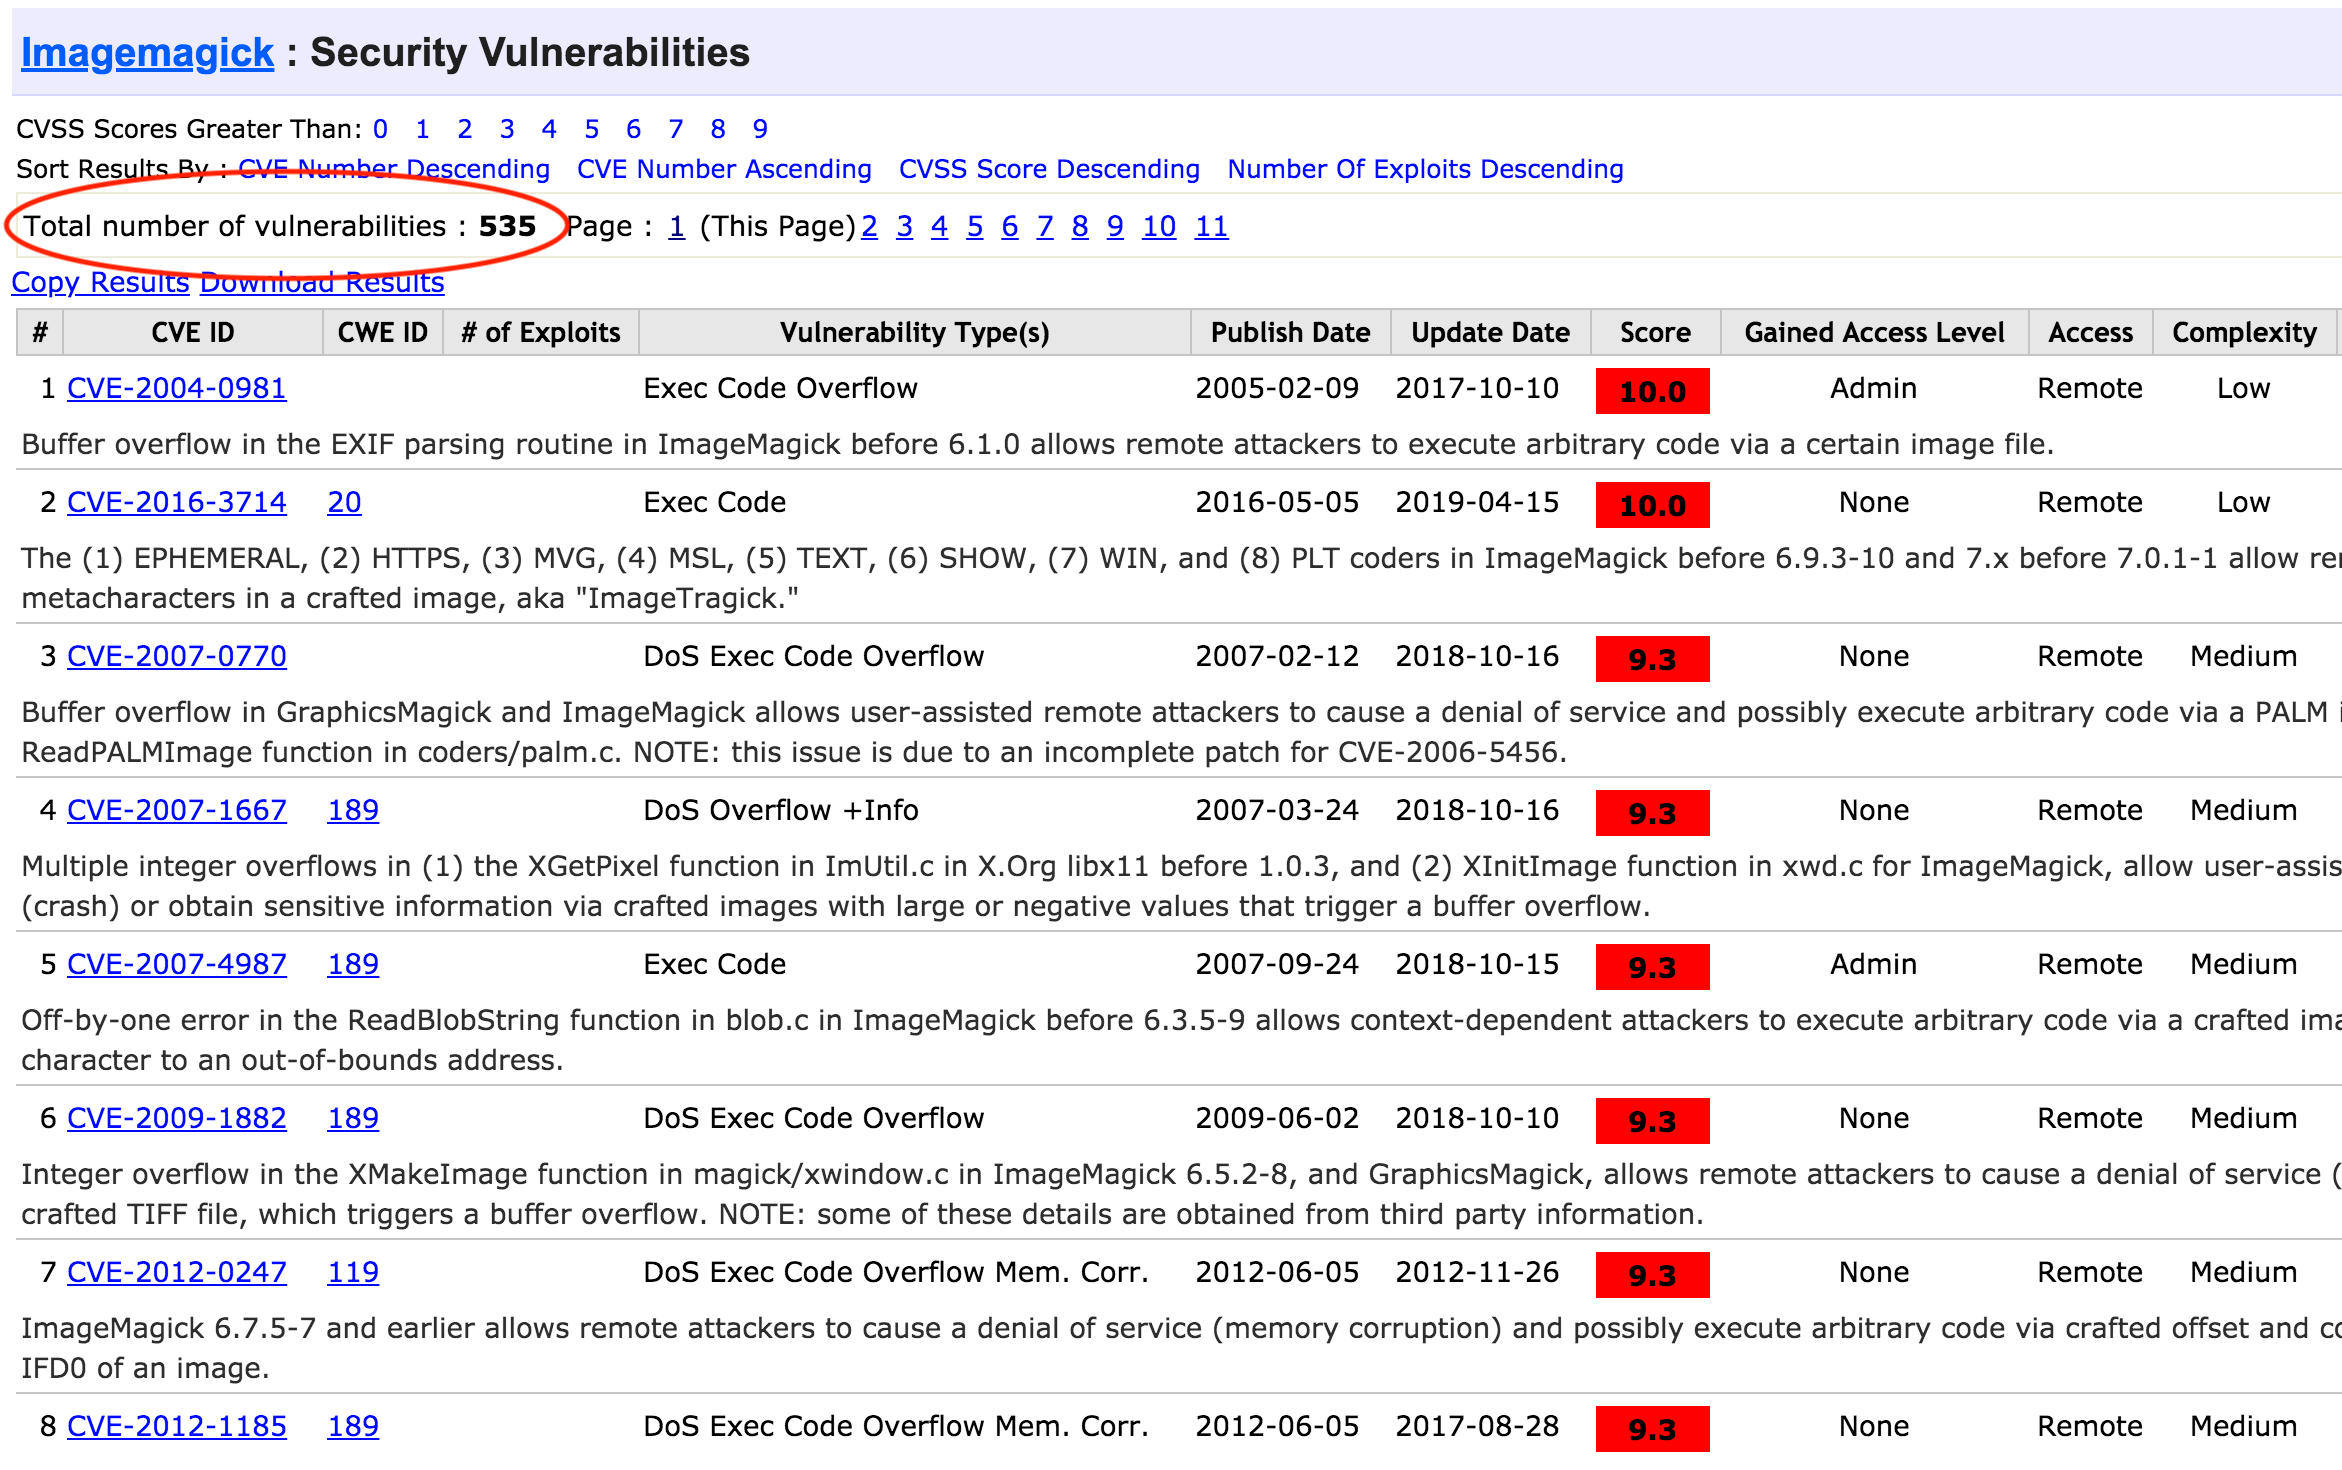 Imagemagick : Security Vulnerabilities
CVSS Scores Greater Than: 0 1 2 3 4 5 6 7 8 9
Sort Results By : CVE Number Descending CVE Number Ascending CVSS Score Descending Number Of Exploits Descending
Total number of vulnerabilities : 535 Page : 1 (This Page) 2 3 4 5 6 7 8 9 10 11
Copy Results Download Results
# CVE ID CWE ID # of Exploits Vulnerability Type(s) Publish Date Update Date Score Gained Access Level Access Complexity
1 CVE-2004-0981 Exec Code Overflow 2005-02-09 2017-10-10 10.0 Admin Remote Low
Buffer overflow in the EXIF parsing routine in ImageMagick before 6.1.0 allows remote attackers to execute arbitrary code via a certain image file.
2 CVE-2016-3714 20 Exec Code 2016-05-05 2019-04-15 10.0 None Remote Low
The (1) EPHEMERAL, (2) HTTPS, (3) MVG, (4) MSL, (5) TEXT, (6) SHOW, (7) WIN, and (8) PLT coders in ImageMagick before 6.9.3-10 and 7.x before 7.0.1-1 allow
metacharacters in a crafted image, aka "ImageTragick."
3 CVE-2007-0770 DoS Exec Code Overflow 2007-02-12 2018-10-16 9.3 None Remote Medium
Buffer overflow in GraphicsMagick and ImageMagick allows user-assisted remote attackers to cause a denial of service and possibly execute arbitrary code via a PALM
ReadPALMImage function in coders/palm.c. NOTE: this issue is due to an incomplete patch for CVE-2006-5456.
4 CVE-2007-1667 189 DoS Overflow +Info 2007-03-24 2018-10-16 9.3 None Remote Medium
Multiple integer overflows in (1) the XGetPixel function in ImUtil.c in X.Org libx11 before 1.0.3, and (2) XInitImage function in xwd.c for ImageMagick, allow user-assis
(crash) or obtain sensitive information via crafted images with large or negative values that trigger a buffer overflow.
5 CVE-2007-4987 189 Exec Code 2007-09-24 2018-10-15 9.3 Admin Remote Medium
Off-by-one error in the ReadBlobString function in blob.c in ImageMagick before 6.3.5-9 allows context-dependent attackers to execute arbitrary code via a crafted
character to an out-of-bounds address.
6 CVE-2009-1882 189 DoS Exec Code Overflow 2009-06-02 2018-10-10 9.3 None Remote Medium
Integer overflow in the XMakeImage function in magick/xwindow.c in ImageMagick 6.5.2-8, and GraphicsMagick, allows remote attackers to cause a denial of service (
crafted TIFF file, which triggers a buffer overflow. NOTE: some of these details are obtained from third party information.
7 CVE-2012-0247 119 DoS Exec Code Overflow Mem. Corr. 2012-06-05 2012-11-26 9.3 None Remote Medium
ImageMagick 6.7.5-7 and earlier allows remote attackers to cause a denial of service (memory corruption) and possibly execute arbitrary code via crafted offset and
IFD0 of an image.
8 CVE-2012-1185 189 DoS Exec Code Overflow Mem. Corr. 2012-06-05 2017-08-28 9.3 None Remote Medium